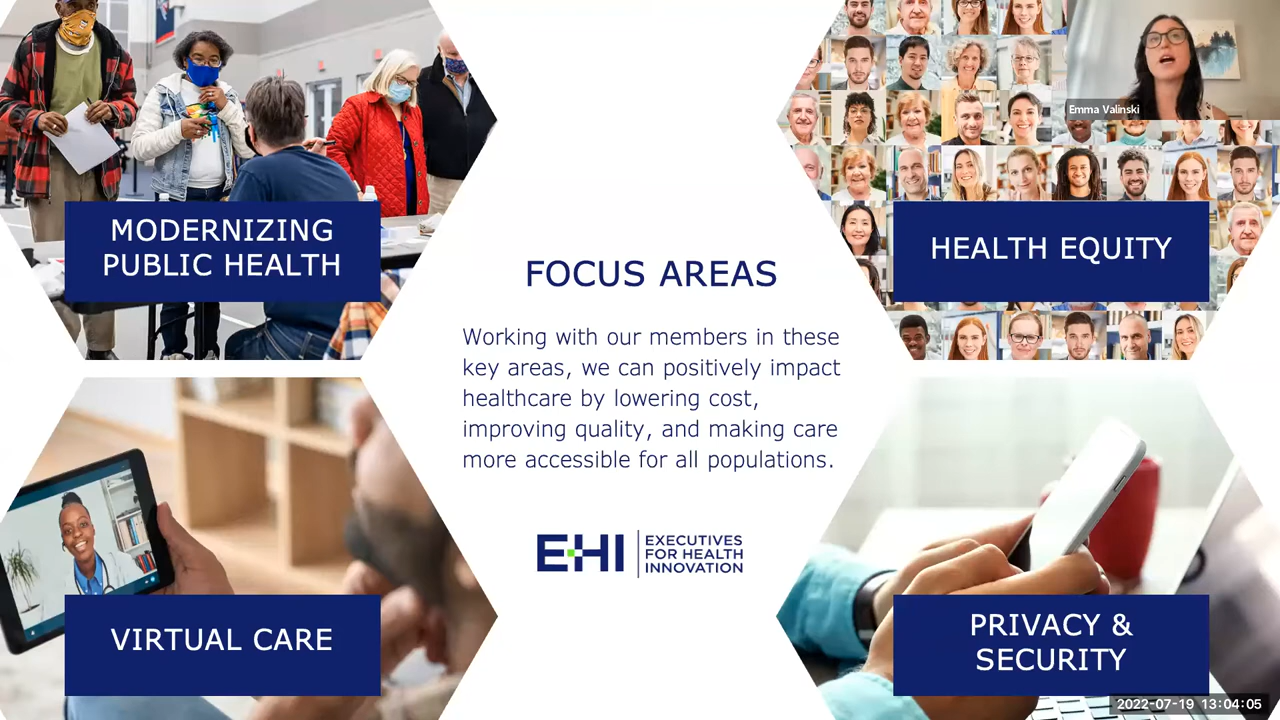 Emma Valinski
MODERNIZING
PUBLIC HEALTH
HEALTH EQUITY
FOCUS AREAS
Working with our members in these
key areas, we can positively impact
healthcare by lowering cost,
improving quality, and making care
more accessible for all populations.
EHI
EXECUTIVES
FOR HEALTH
INNOVATION
VIRTUAL CARE
PRIVACY &
SECURITY
2022-07-19 13:04:05